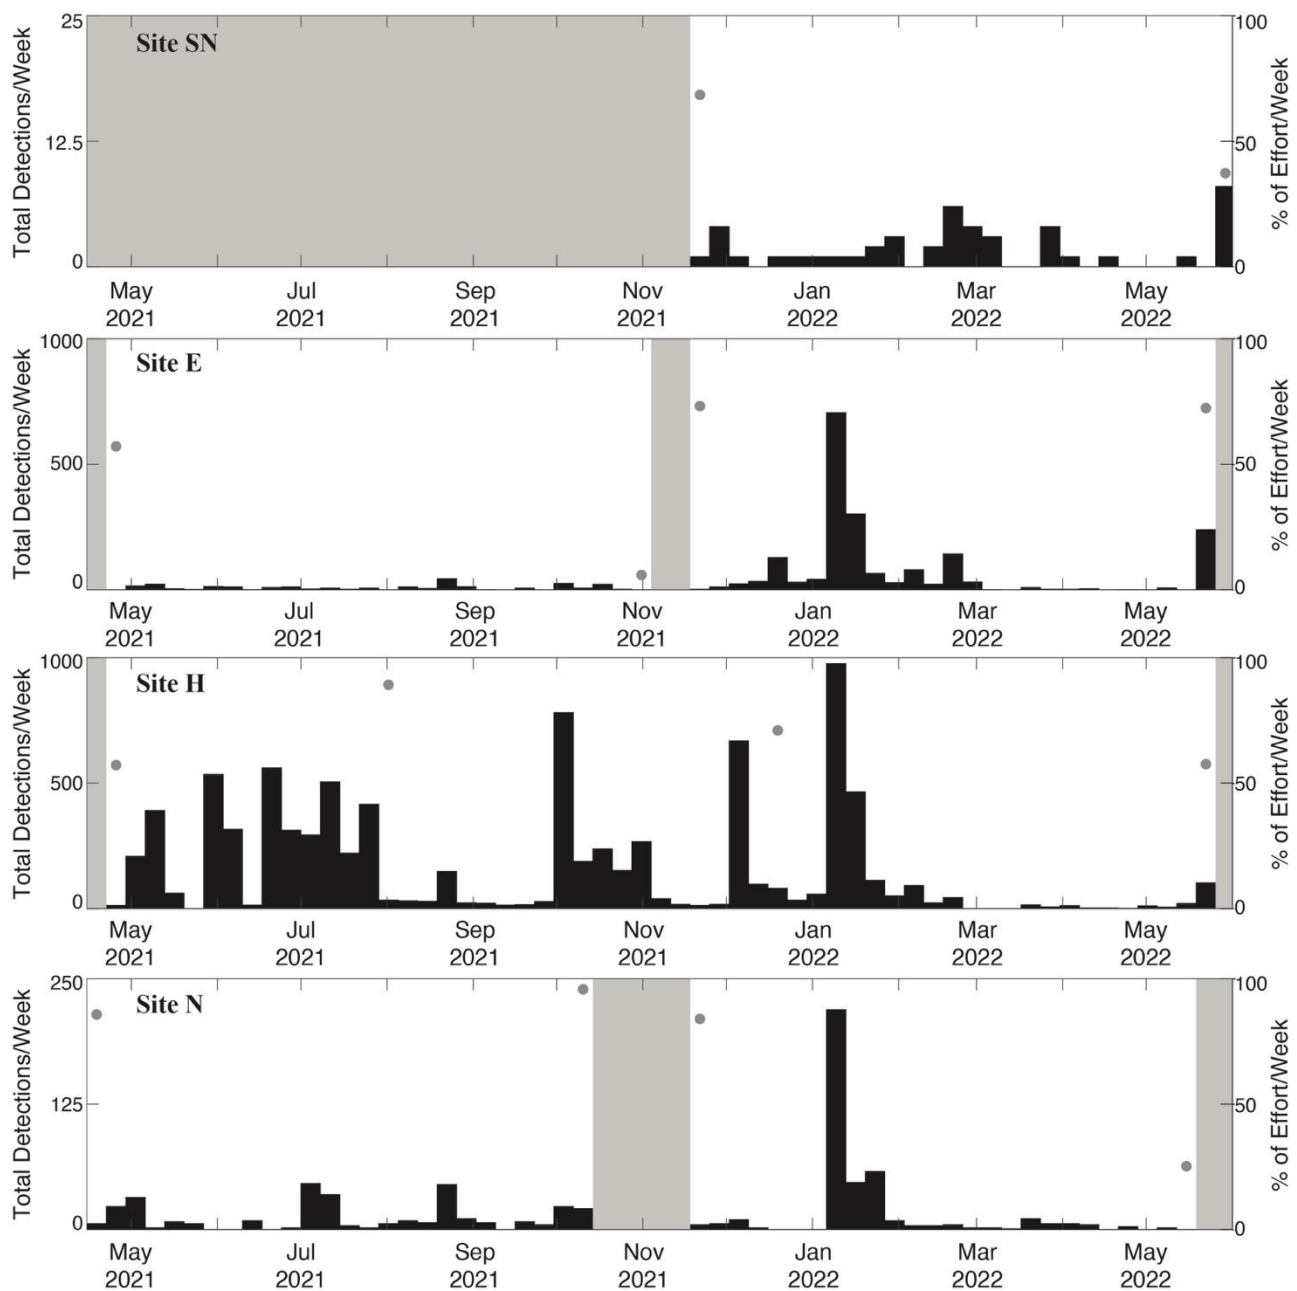 Total Detections/Week
25
12.5
0
Site SN
100
50
0
% of Effort/Week
May Jul Sep Nov Jan Mar May
2021 2021 2021 2021 2022 2022 2022
Total Detections/Week
1000
500
0
Site E
100
50
0
% of Effort/Week
May Jul Sep Nov Jan Mar May
2021 2021 2021 2021 2022 2022 2022
Total Detections/Week
1000
500
0
Site H
100
50
0
% of Effort/Week
May Jul Sep Nov Jan Mar May
2021 2021 2021 2021 2022 2022 2022
Total Detections/Week
250
125
0
Site N
100
50
0
% of Effort/Week
May Jul Sep Nov Jan Mar May
2021 2021 2021 2021 2022 2022 2022